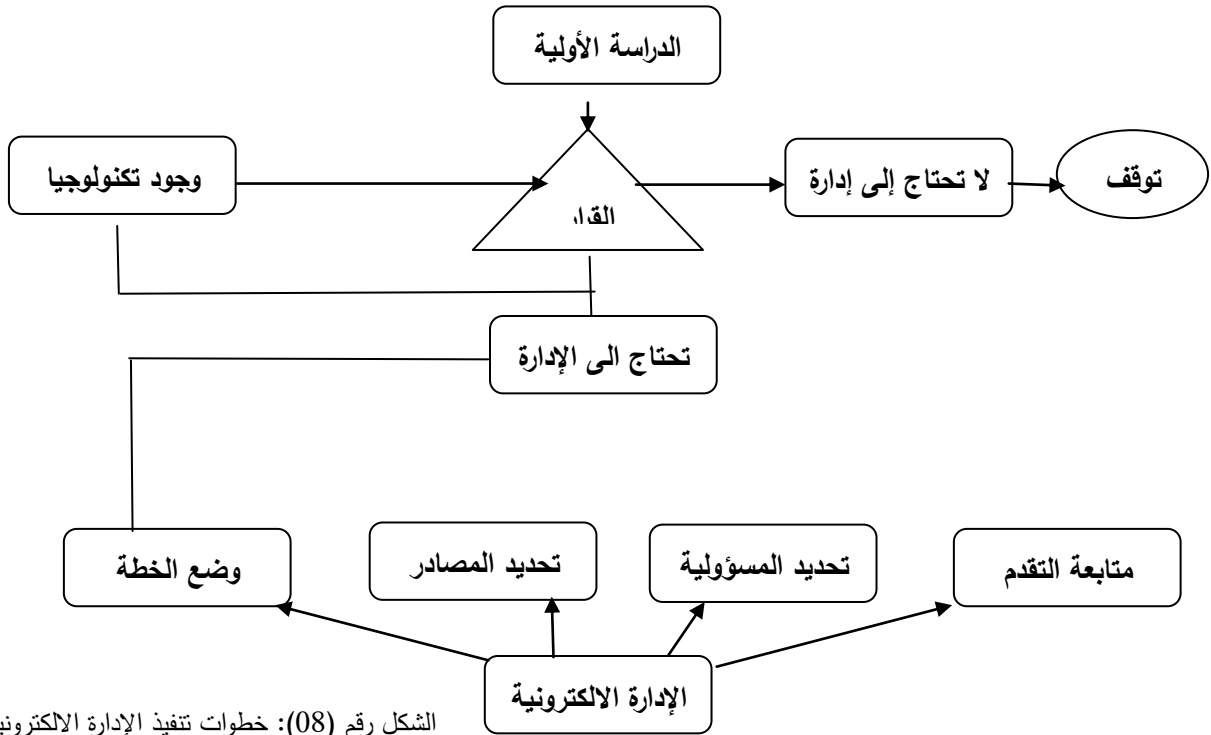 الدراسة الأولية
وجود تكنولوجيا
لا تحتاج إلى إدارة
توقف
تحتاج الى الإدارة
وضع الخطة
تحديد المصادر
تحديد المسؤولية
متابعة التقدم
الإدارة الالكترونية
الشكل رقم (08): خطوات تنفيذ الإدارة